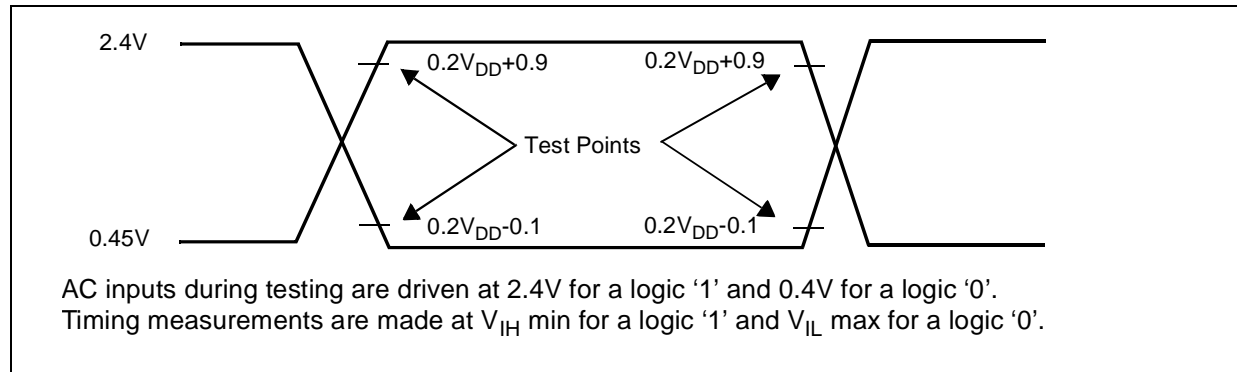 2.4V
0.2VDD+0.9 0.2VDD+0.9
Test Points
0.2VDD-0.1 0.2VDD-0.1
0.45V
AC inputs during testing are driven at 2.4V for a logic ‘1’ and 0.4V for a logic ‘0’.
Timing measurements are made at VIH min for a logic ‘1’ and VIL max for a logic ‘0’.